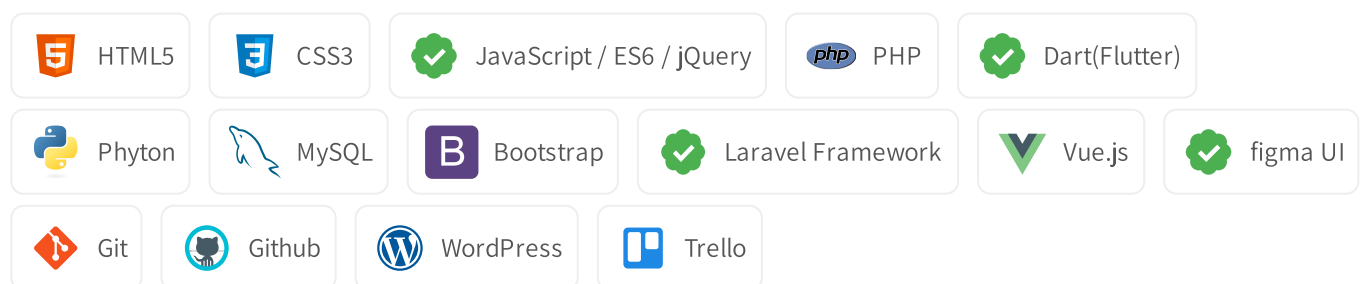 HTML5 CSS3 JavaScript / ES6 / jQuery php PHP Dart(Flutter)
Phyton MySQL B Bootstrap Laravel Framework Vue.js figma UI
Git Github WordPress Trello